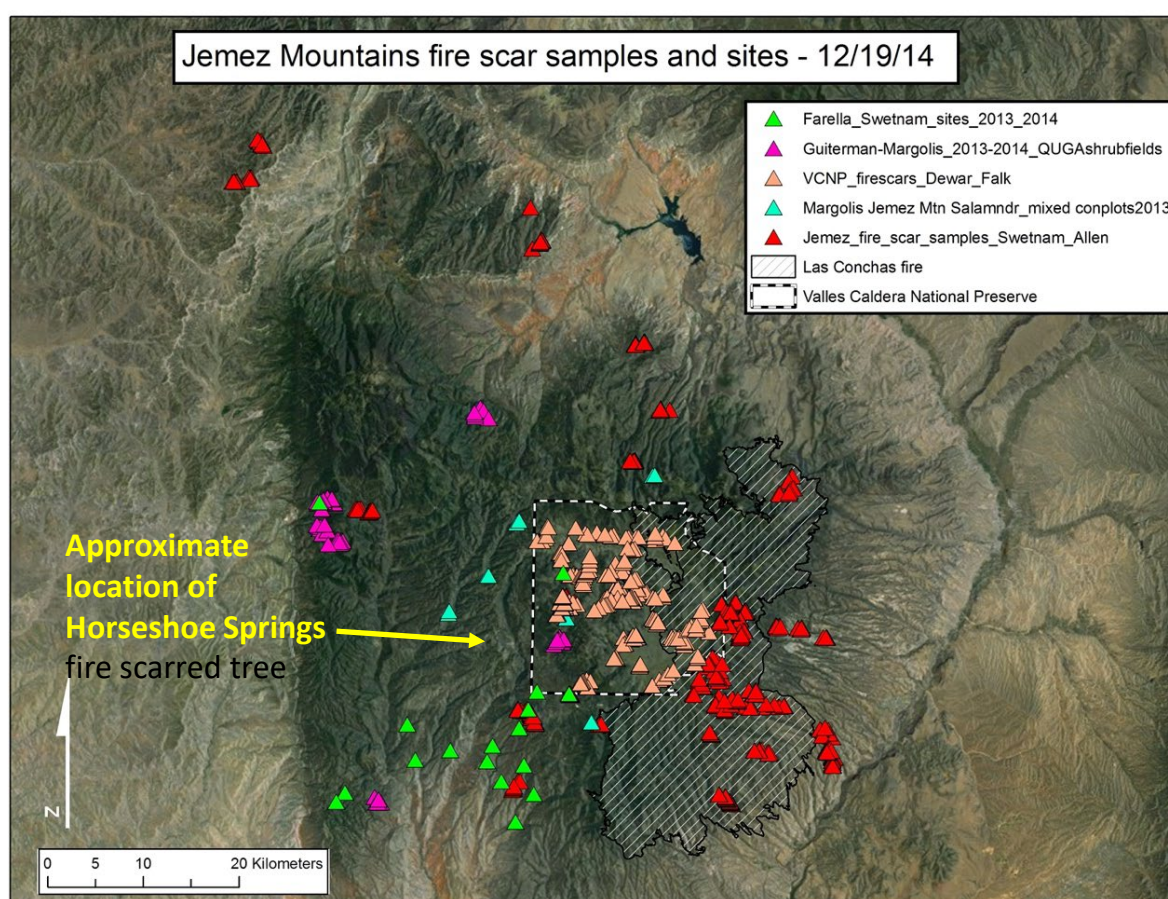 Jemez Mountains fire scar samples and sites - 12/19/14
Farella_Swetnam_sites_2013_2014
Guiterman-Margolis_2013-2014_QUGAshrubfields
VCNP_firescars_Dewar_Falk
Margolis Jemez Mtn Salamndr_mixed conplots2013
Jemez_fire_scar_samples_Swetnam_Allen
Las Conchas fire
Valles Caldera National Preserve
Approximate
location of
Horseshoe Springs
fire scarred tree
N
0 5 10 20 Kilometers